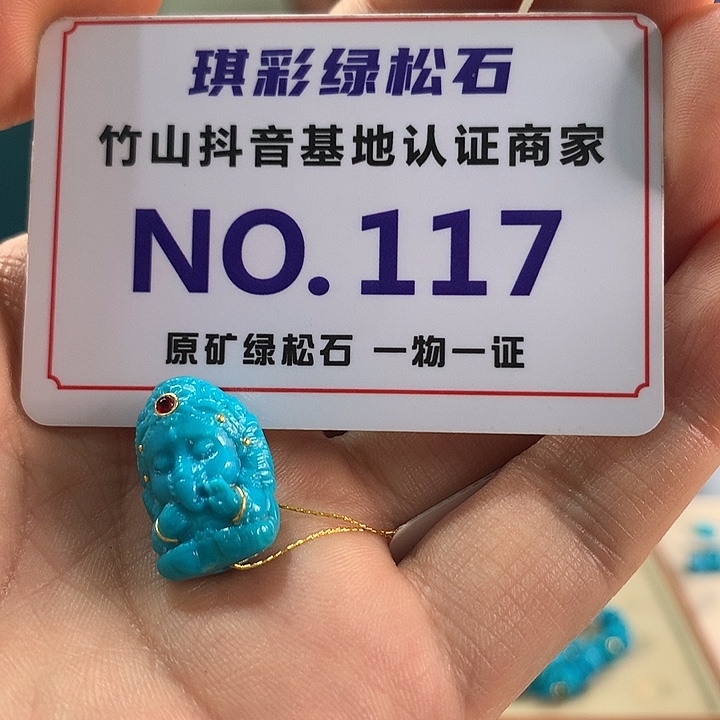 琪彩绿松石
竹山抖音基地认证商家
NO.117
原矿绿松石 一物一证